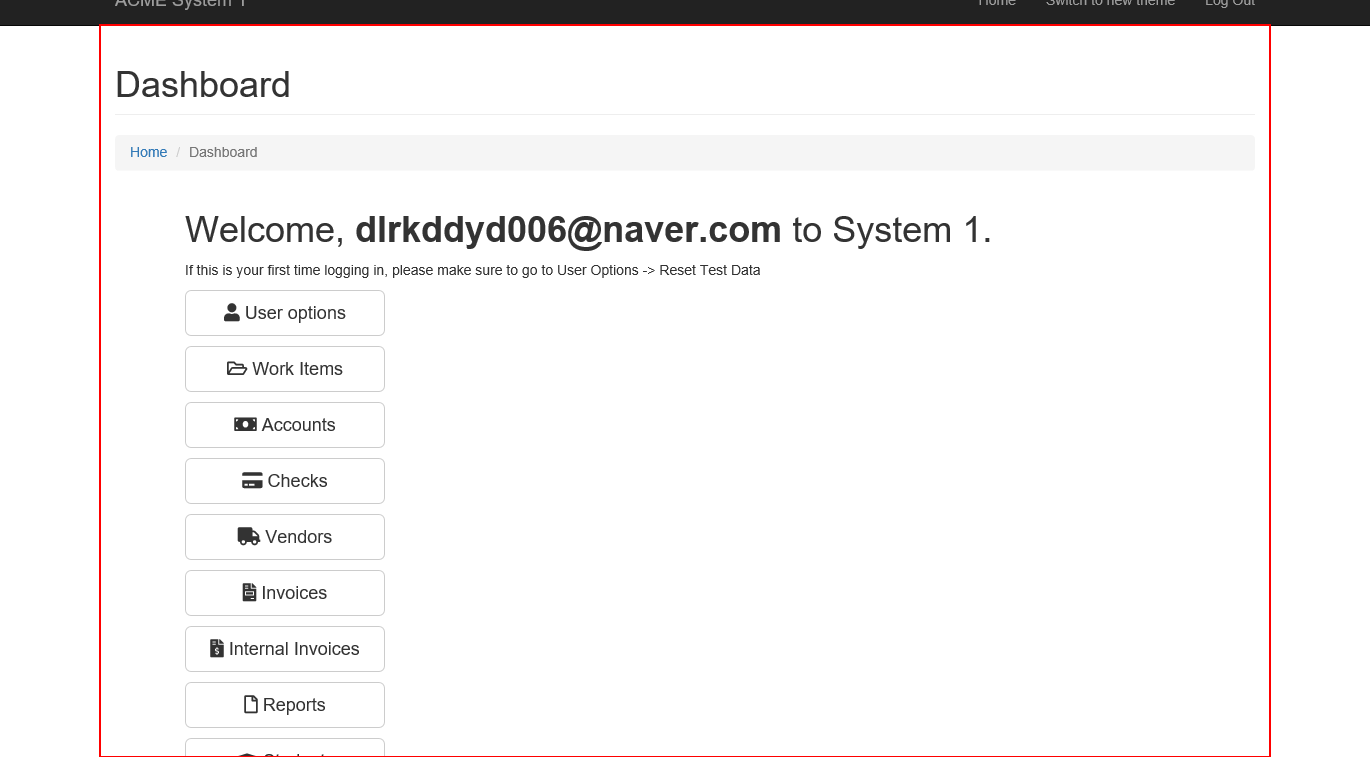 ACME System 1
Home Switch to new theme Log Out
Dashboard
Home / Dashboard
Welcome, dlrkddyd006@naver.com to System 1.
If this is your first time logging in, please make sure to go to User Options -> Reset Test Data
User options
Work Items
Accounts
Checks
Vendors
Invoices
Internal Invoices
Reports